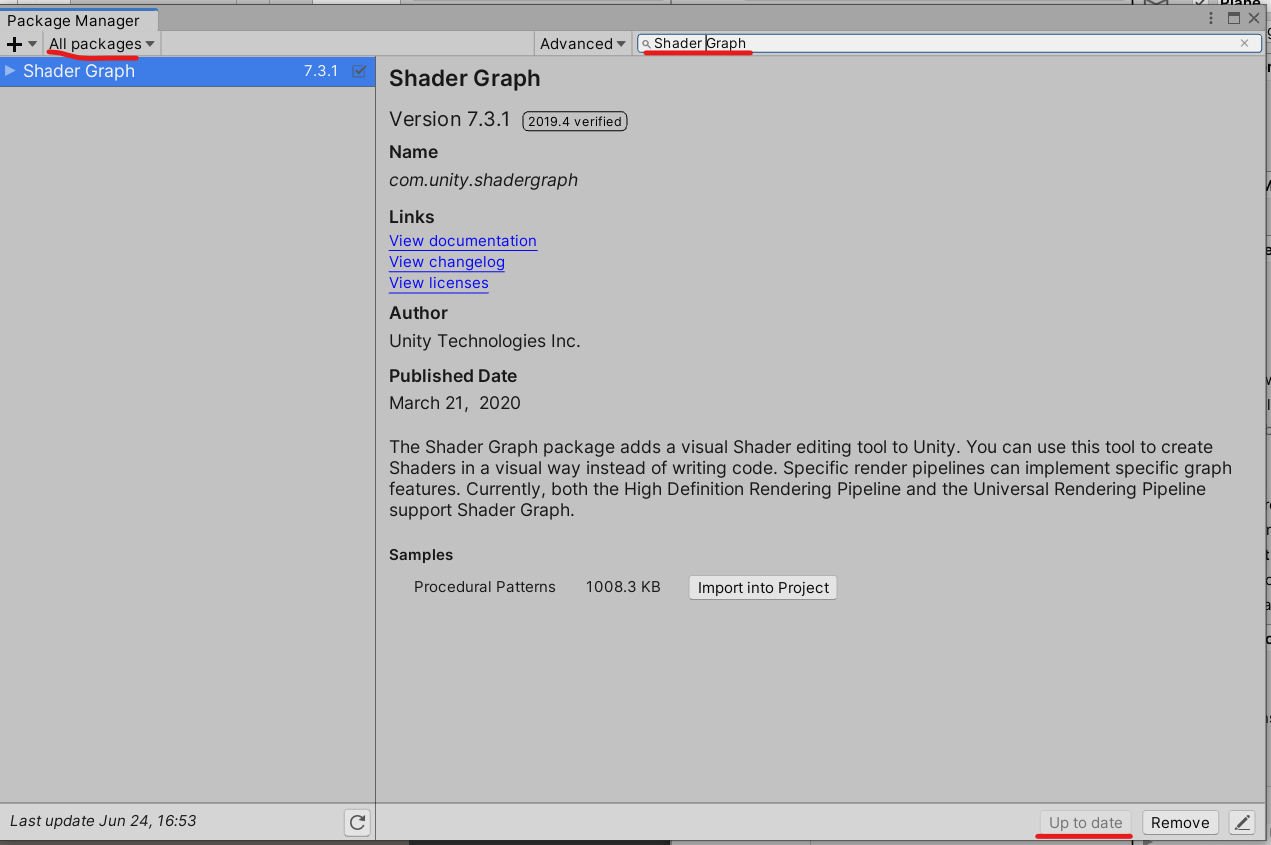 Plane
Package Manager
All packages
Advanced
Shader Graph
Shader Graph 7.3.1
Shader Graph
Version 7.3.1 2019.4 verified
Name
com.unity.shadergraph
Links
View documentation
View changelog
View licenses
Author
Unity Technologies Inc.
Published Date
March 21, 2020
The Shader Graph package adds a visual Shader editing tool to Unity. You can use this tool to create
Shaders in a visual way instead of writing code. Specific render pipelines can implement specific graph
features. Currently, both the High Definition Rendering Pipeline and the Universal Rendering Pipeline
support Shader Graph.
Samples
Procedural Patterns 1008.3 KB Import into Project
Last update Jun 24, 16:53
Up to date Remove